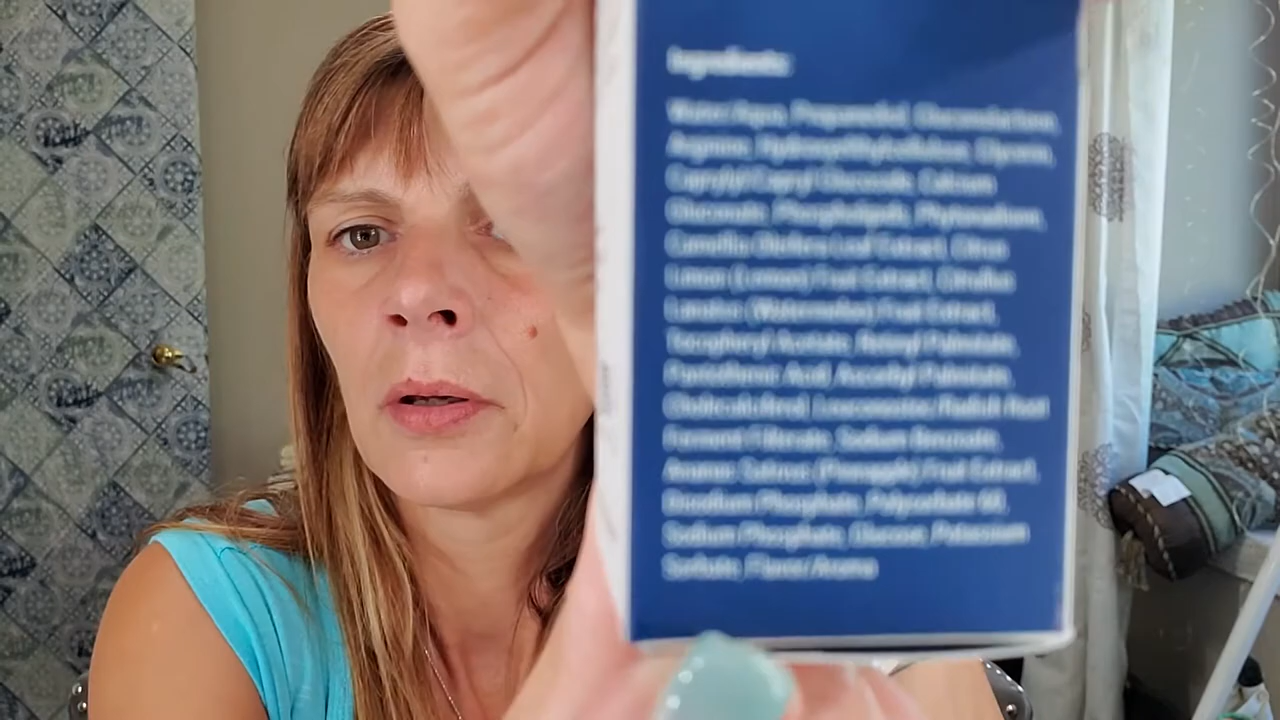 Ingredients:
Water/Aqua, Propanediol, Gluconolactone,
Arginine, Hydroxyethylcellulose, Glycerin,
Caprylyl/Capryl Glucoside, Calcium
Gluconate, Phospholipids, Phytonadione,
Camellia Sinensis Leaf Extract, Citrus
Limon (Lemon) Fruit Extract, Citrullus
Lanatus (Watermelon) Fruit Extract,
Tocopheryl Acetate, Retinyl Palmitate,
Pantothenic Acid, Ascorbyl Palmitate,
Cholecalciferol, Leuconostoc/Radish Root
Ferment Filtrate, Sodium Benzoate,
Ananas Sativus (Pineapple) Fruit Extract,
Disodium Phosphate, Polysorbate
Sodium Phosphate, Glucose, Potassium
Sorbate, Flavor/Aroma